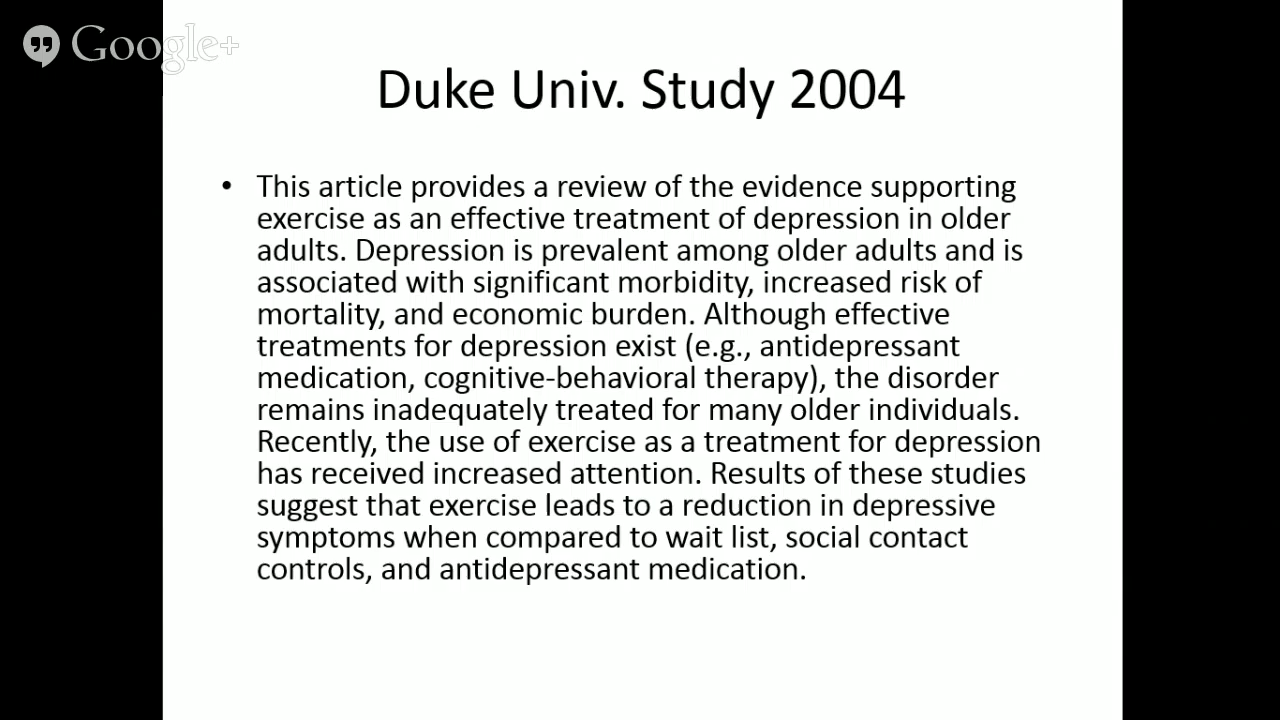 Google+
Duke Univ. Study 2004
• This article provides a review of the evidence supporting
exercise as an effective treatment of depression in older
adults. Depression is prevalent among older adults and is
associated with significant morbidity, increased risk of
mortality, and economic burden. Although effective
treatments for depression exist (e.g., antidepressant
medication, cognitive-behavioral therapy), the disorder
remains inadequately treated for many older individuals.
Recently, the use of exercise as a treatment for depression
has received increased attention. Results of these studies
suggest that exercise leads to a reduction in depressive
symptoms when compared to wait list, social contact
controls, and antidepressant medication.